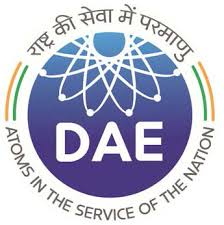 राष्ट्र की सेवा में परमाणु
DAE
ATOMS IN THE SERVICE OF THE NATION